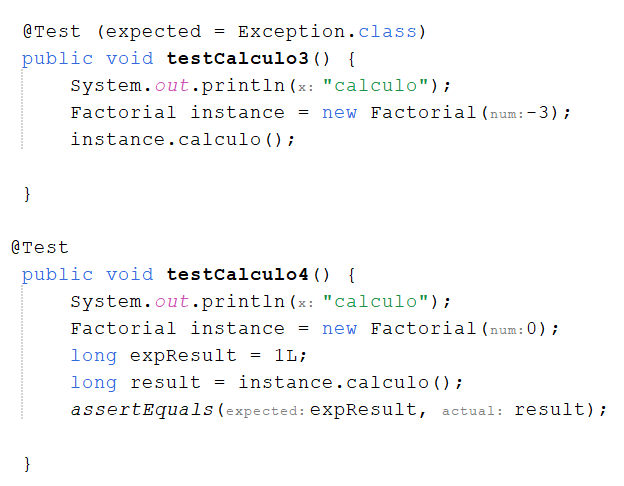 @Test (expected = Exception.class)
public void testCalculo3() {
System.out.println(x: "calculo");
Factorial instance = new Factorial(num:-3);
instance.calculo();
}
@Test
public void testCalculo4() {
System.out.println(x: "calculo");
Factorial instance = new Factorial(num:0);
long expResult = 1L;
long result = instance.calculo();
assertEquals(expected: expResult, actual: result);
}